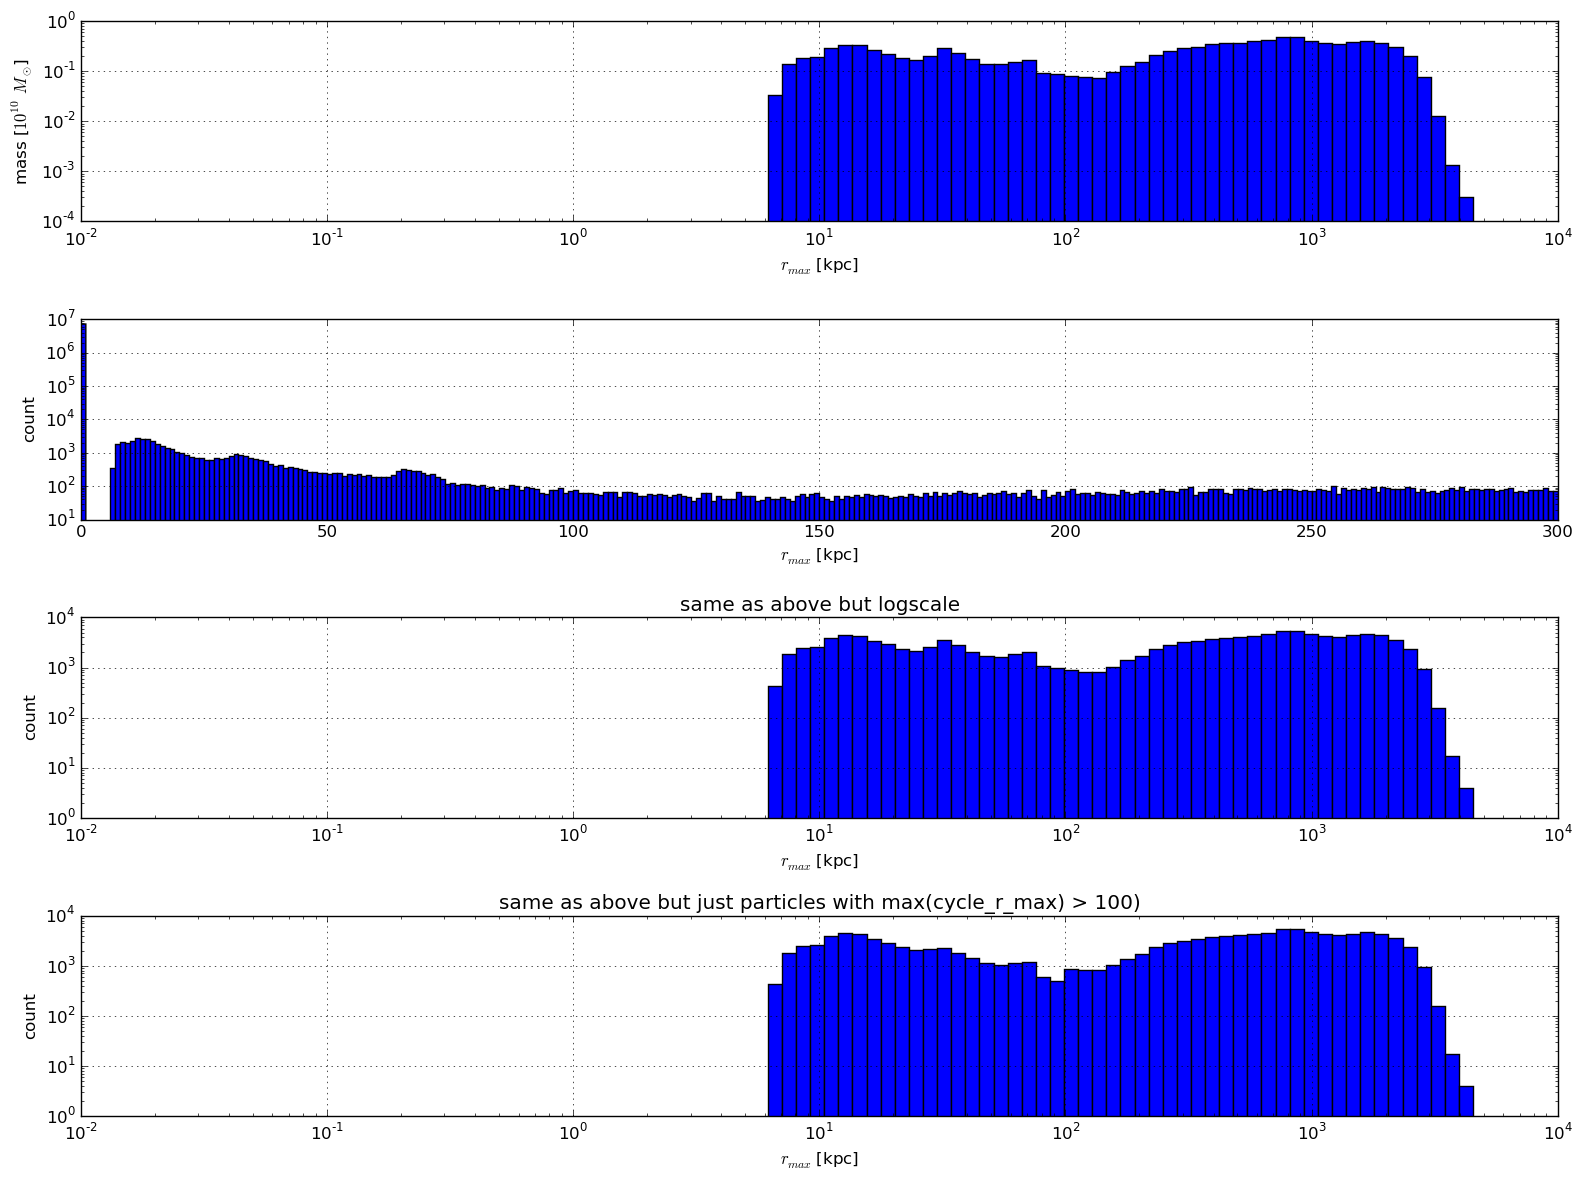 10^0
10^-1
10^-2
10^-3
10^-4
mass [10^10 M_⊙]
10^-2 10^-1 10^0 10^1 10^2 10^3 10^4
r_max [kpc]
10^7
10^6
10^5
10^4
10^3
10^2
10^1
count
0 50 100 150 200 250 300
r_max [kpc]
same as above but logscale
10^4
10^3
10^2
10^1
10^0
count
10^-2 10^-1 10^0 10^1 10^2 10^3 10^4
r_max [kpc]
same as above but just particles with max(cycle_r_max) > 100)
10^4
10^3
10^2
10^1
10^0
count
10^-2 10^-1 10^0 10^1 10^2 10^3 10^4
r_max [kpc]